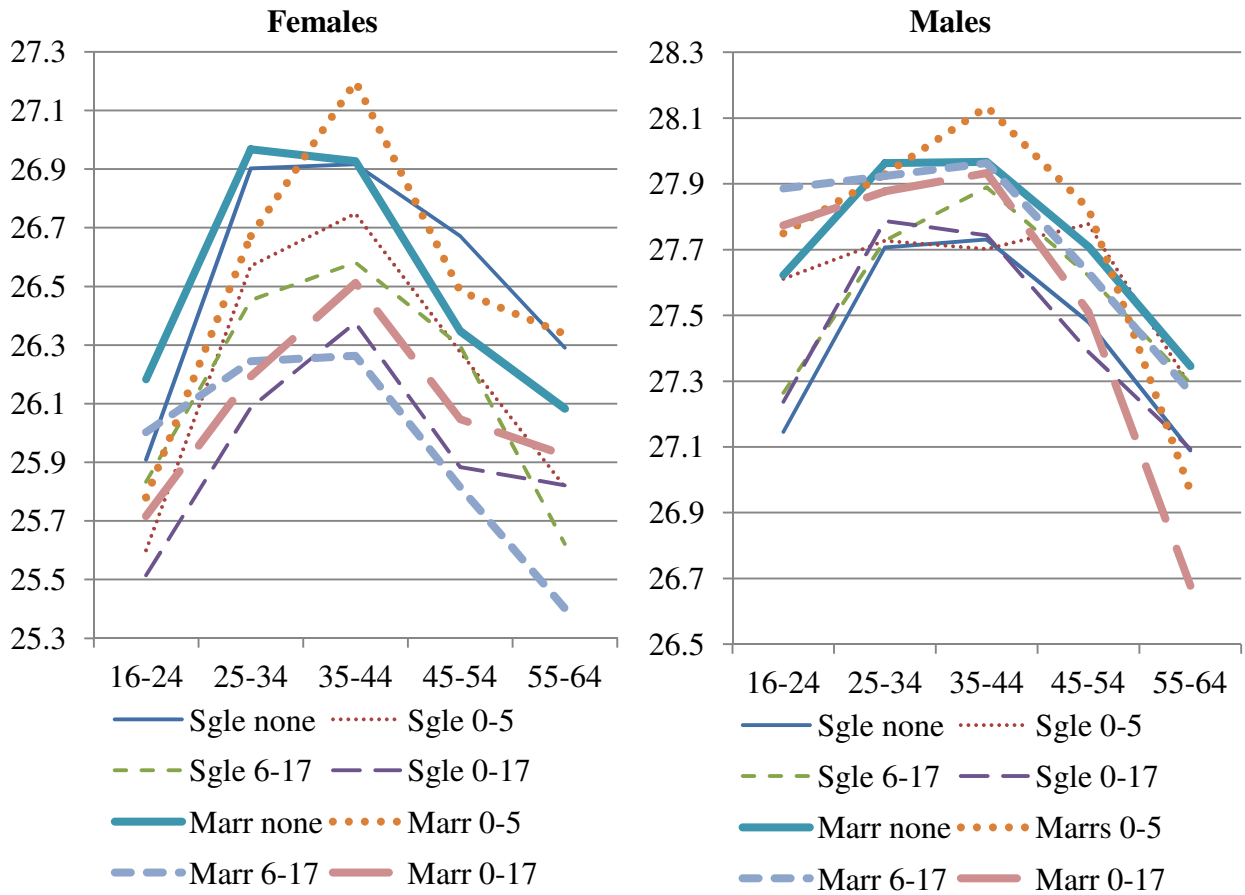 Females
27.3
27.1
26.9
26.7
26.5
26.3
26.1
25.9
25.7
25.5
25.3
16-24 25-34 35-44 45-54 55-64
Sgle none Sgle 0-5
Sgle 6-17 Sgle 0-17
Marr none Marr 0-5
Marr 6-17 Marr 0-17
Males
28.3
28.1
27.9
27.7
27.5
27.3
27.1
26.9
26.7
26.5
16-24 25-34 35-44 45-54 55-64
Sgle none Sgle 0-5
Sgle 6-17 Sgle 0-17
Marr none Marrs 0-5
Marr 6-17 Marr 0-17